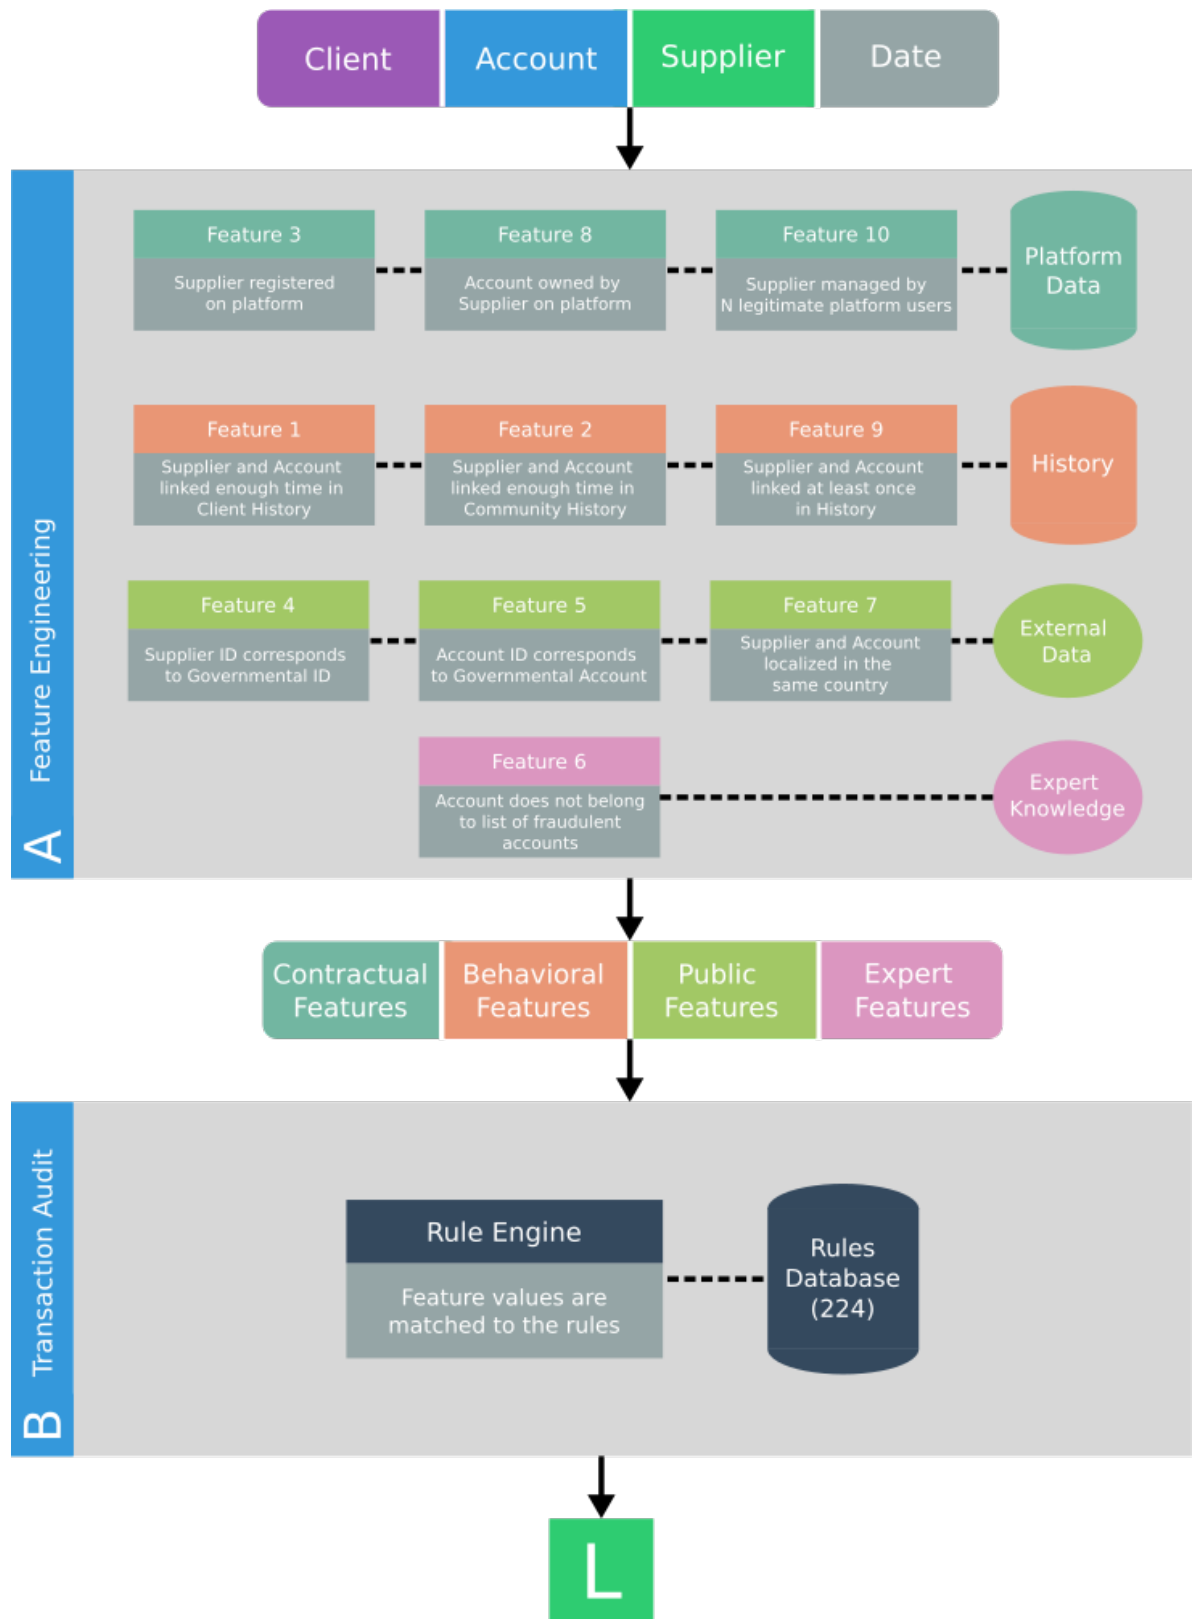 Client
Account
Supplier
Date
Feature 3
Supplier registered
on platform
Feature 8
Account owned by
Supplier on platform
Feature 10
Supplier managed by
N legitimate platform users
Platform
Data
Feature 1
Supplier and Account
linked enough time in
Client History
Feature 2
Supplier and Account
linked enough time in
Community History
Feature 9
Supplier and Account
linked at least once
in History
History
Feature 4
Supplier ID corresponds
to Governmental ID
Feature 5
Account ID corresponds
to Governmental Account
Feature 7
Supplier and Account
localized in the
same country
External
Data
Feature 6
Account does not belong
to list of fraudulent
accounts
Expert
Knowledge
A Feature Engineering
Contractual
Features
Behavioral
Features
Public
Features
Expert
Features
B Transaction Audit
Rule Engine
Feature values are
matched to the rules
Rules
Database
(224)
L